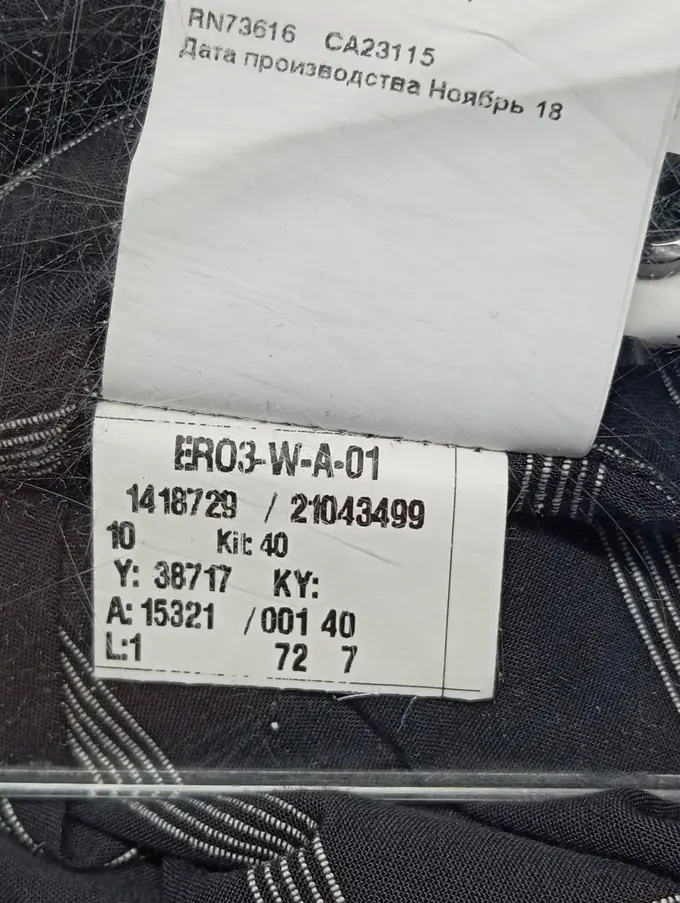 RN73616 CA23115
Дата производства Ноябрь 18
ER03-W-A-01
1418729 / 21043499
10 Kit: 40
Y: 38717 KY:
A: 15321 /001 40
L:1 72 7